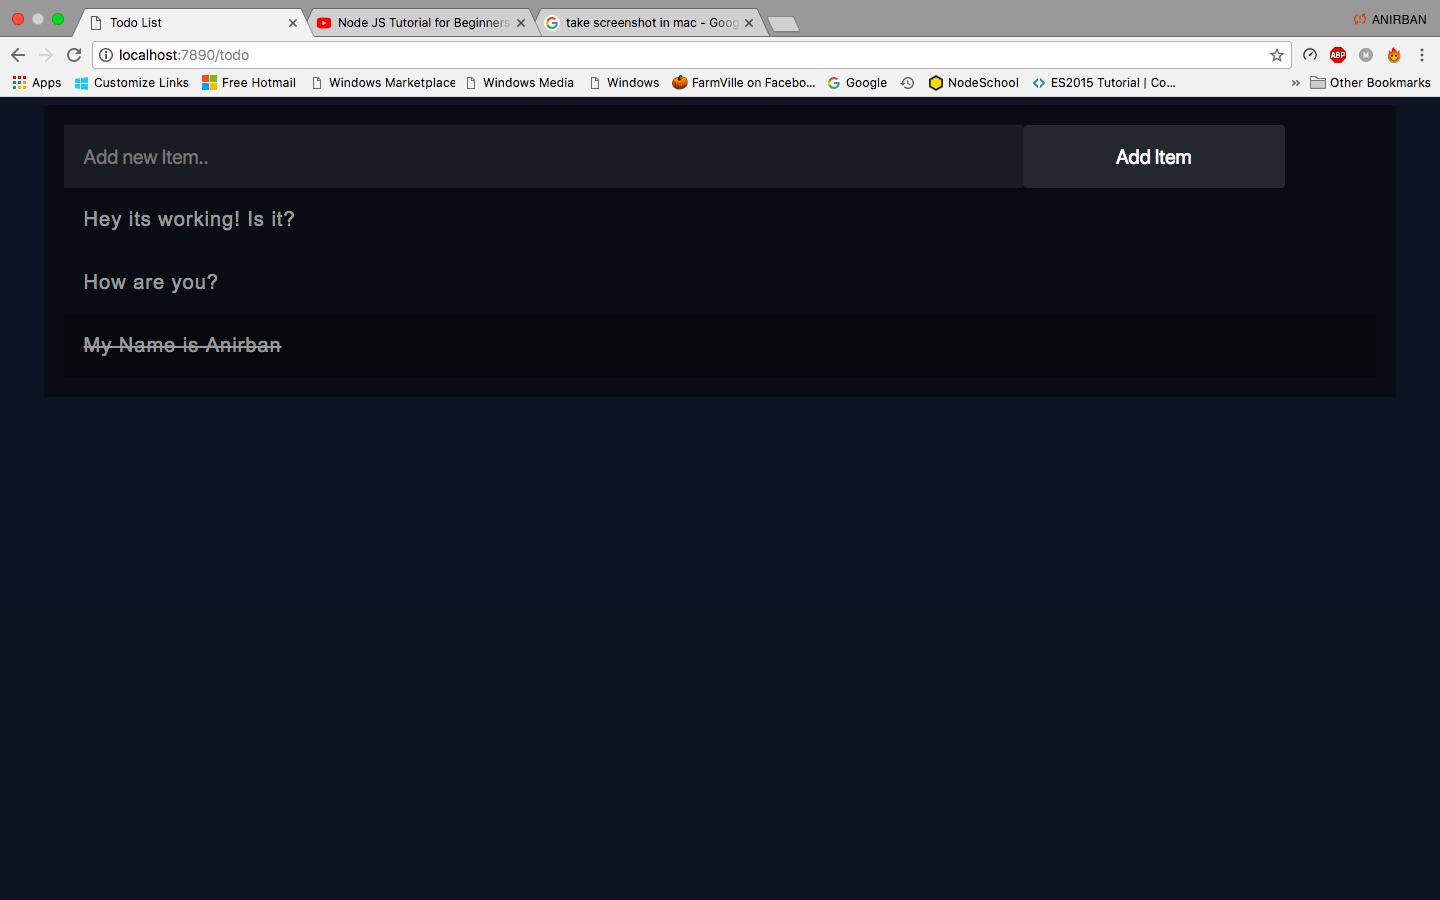 Todo List
Node JS Tutorial for Beginners
take screenshot in mac - Goog
ANIRBAN
localhost:7890/todo
ABP
M
Apps
Customize Links
Free Hotmail
Windows Marketplace
Windows Media
Windows
FarmVille on Facebo...
Google
NodeSchool
ES2015 Tutorial | Co...
»
Other Bookmarks
Add new Item..
Add Item
Hey its working! Is it?
How are you?
My Name is Anirban